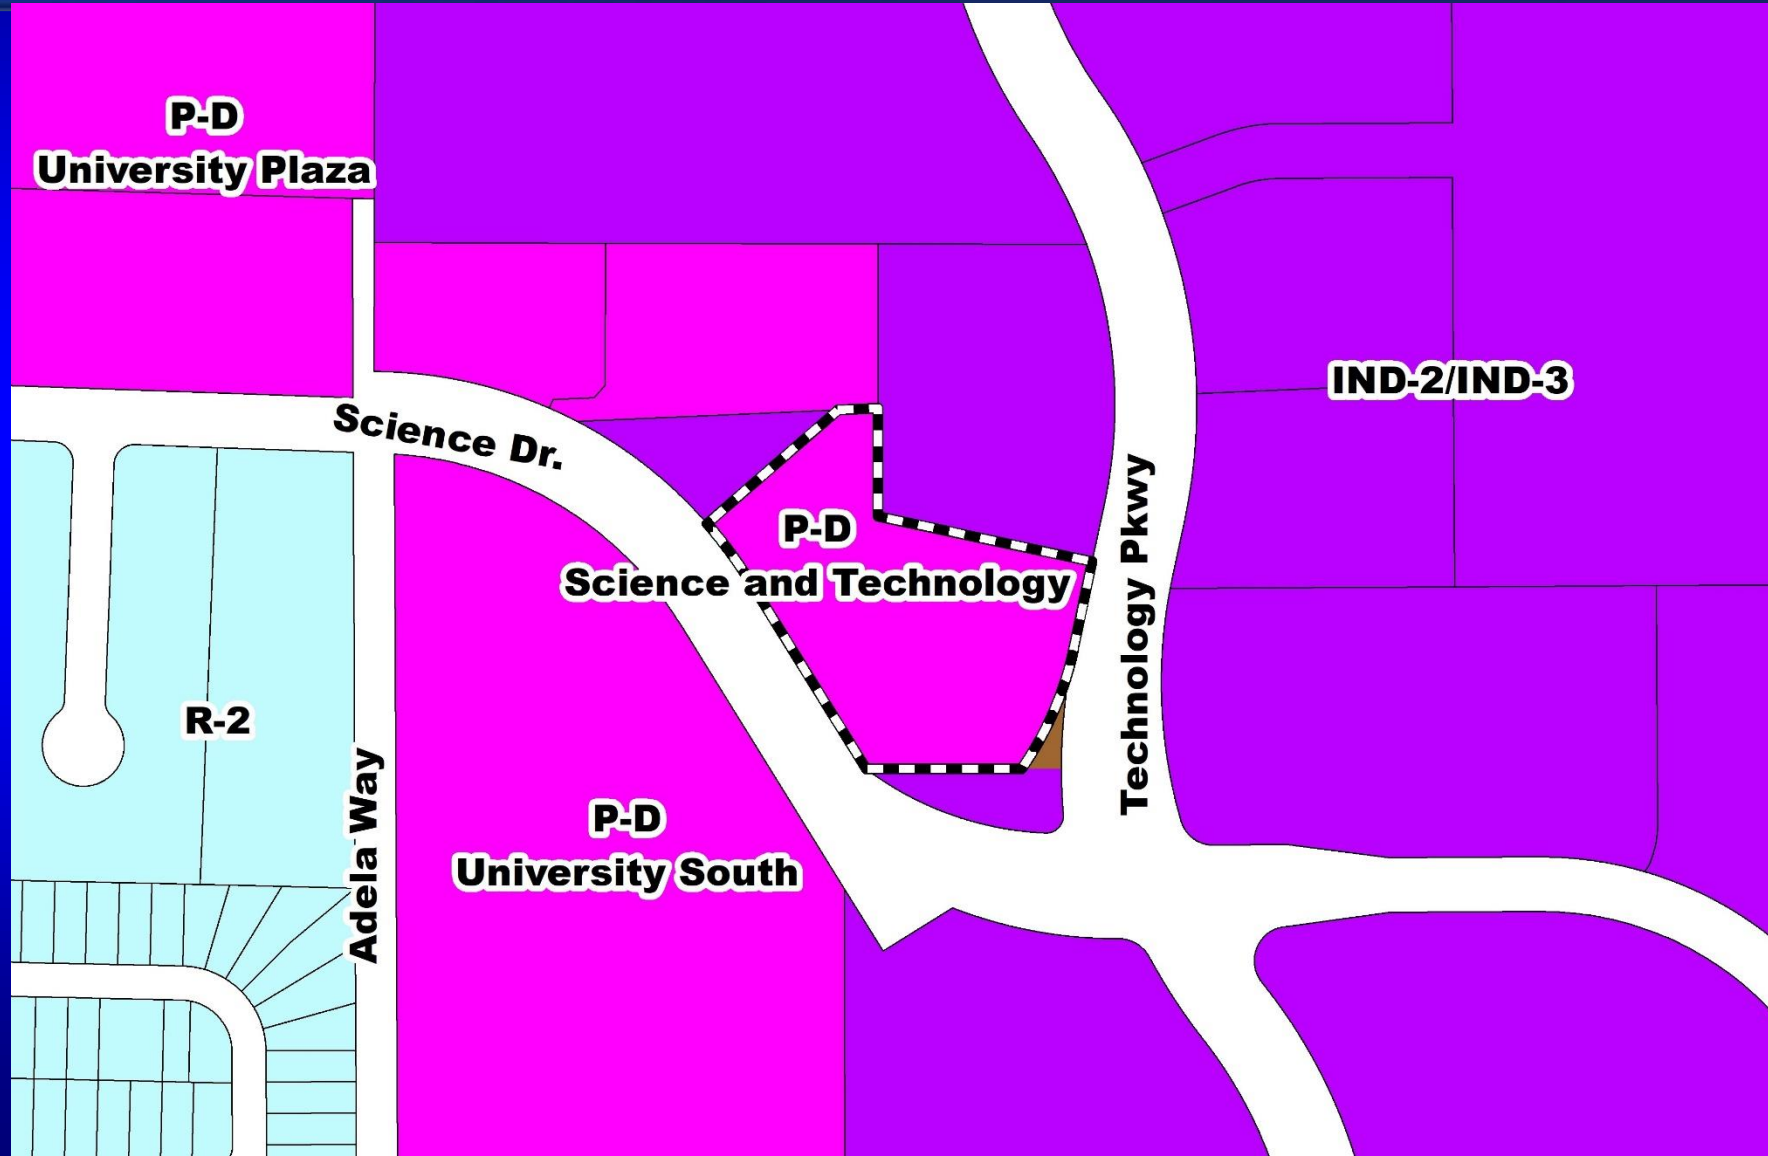 P-D
University Plaza
IND-2/IND-3
Science Dr.
P-D
Science and Technology
Technology Pkwy
R-2
Adela Way
P-D
University South